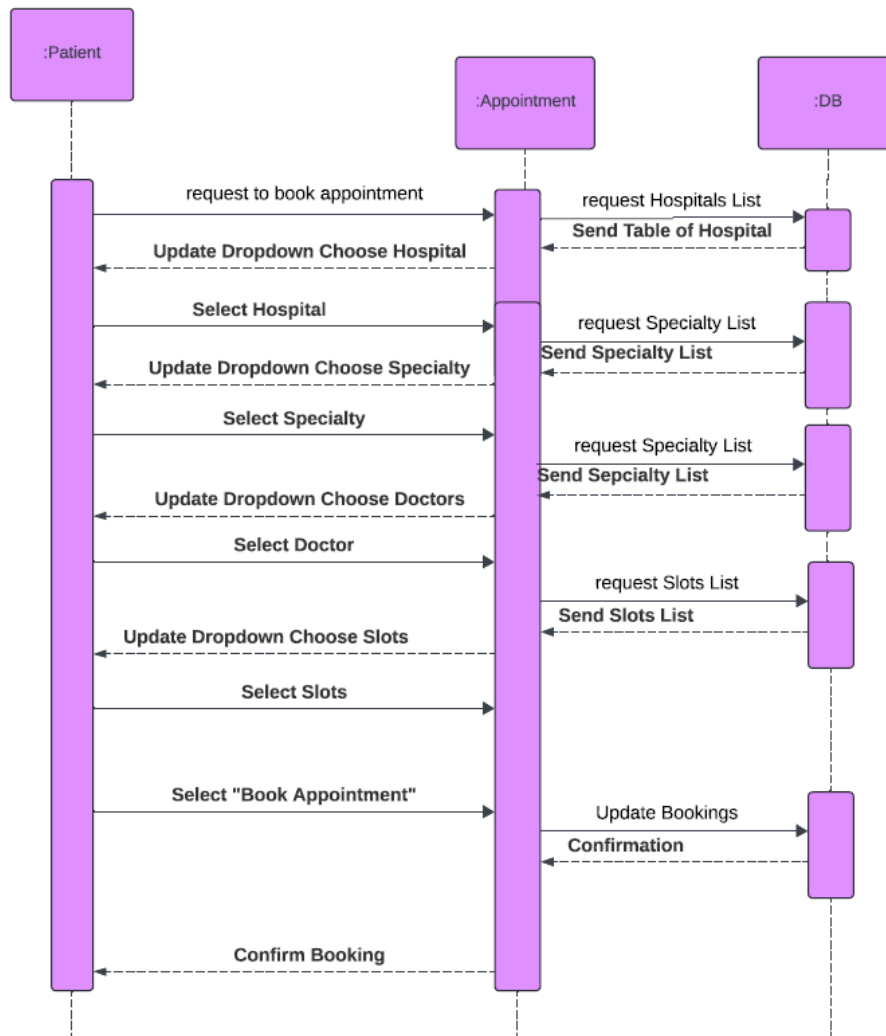 :Patient
:Appointment
:DB
request to book appointment
request Hospitals List
Send Table of Hospital
Update Dropdown Choose Hospital
Select Hospital
request Specialty List
Send Specialty List
Update Dropdown Choose Specialty
Select Specialty
request Specialty List
Send Sepcialty List
Update Dropdown Choose Doctors
Select Doctor
request Slots List
Send Slots List
Update Dropdown Choose Slots
Select Slots
Select "Book Appointment"
Update Bookings
Confirmation
Confirm Booking